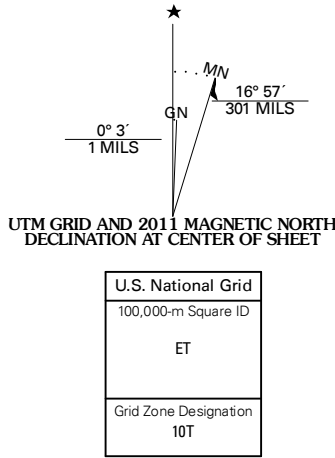 MN
GN
16° 57´
301 MILS
0° 3´
1 MILS
UTM GRID AND 2011 MAGNETIC NORTH
DECLINATION AT CENTER OF SHEET
U.S. National Grid
100,000-m Square ID
ET
Grid Zone Designation
10T